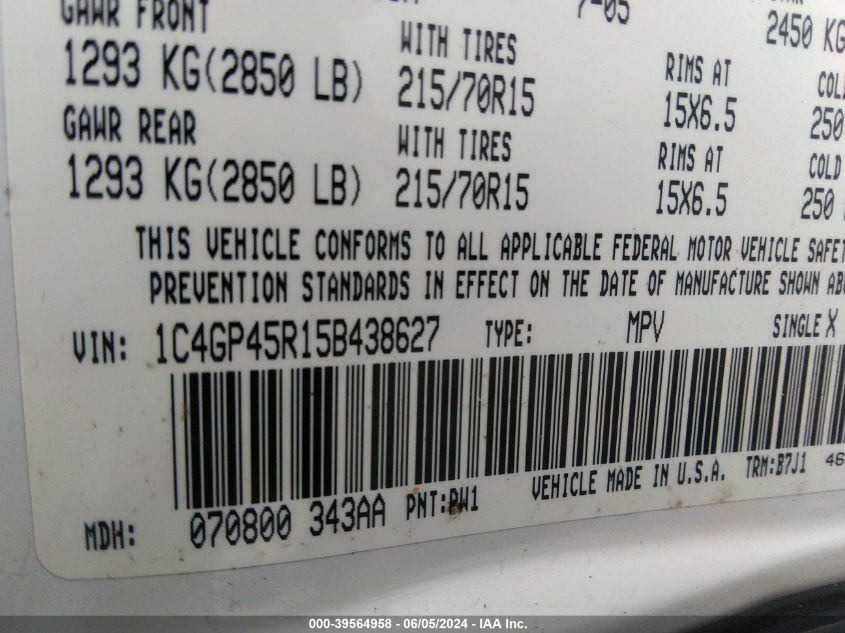 GAWR FRONT 7-05 2450 KG
1293 KG(2850 LB) WITH TIRES 215/70R15 RIMS AT 15X6.5 250
GAWR REAR WITH TIRES RIMS AT COLD
1293 KG(2850 LB) 215/70R15 15X6.5 250
THIS VEHICLE CONFORMS TO ALL APPLICABLE FEDERAL MOTOR VEHICLE
PREVENTION STANDARDS IN EFFECT ON THE DATE OF MANUFACTURE SHOWN
VIN: 1C4GP45R15B438627 TYPE: MPV SINGLE X
VEHICLE MADE IN U.S.A. TRM:B7J1 46
MDH: 070800 343AA PNT:PW1
000-39564958 - 06/05/2024 - IAA Inc.